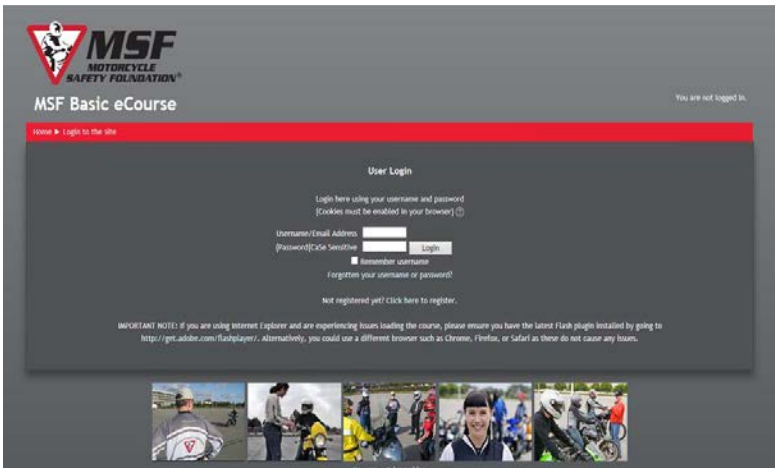 MSF
MOTORCYCLE
SAFETY FOUNDATION®
MSF Basic eCourse
You are not logged in.
Home ► Login to the site
User Login
Login here using your username and password
(Cookies must be enabled in your browser) ?
Username/Email Address
(Password)CaSe Sensitive
Login
Remember username
Forgotten your username or password?
Not registered yet? Click here to register.
IMPORTANT NOTE: If you are using Internet Explorer and are experiencing issues loading the course, please ensure you have the latest Flash plugin installed by going to
http://get.adobe.com/flashplayer/. Alternatively, you could use a different browser such as Chrome, Firefox, or Safari as these do not cause any issues.